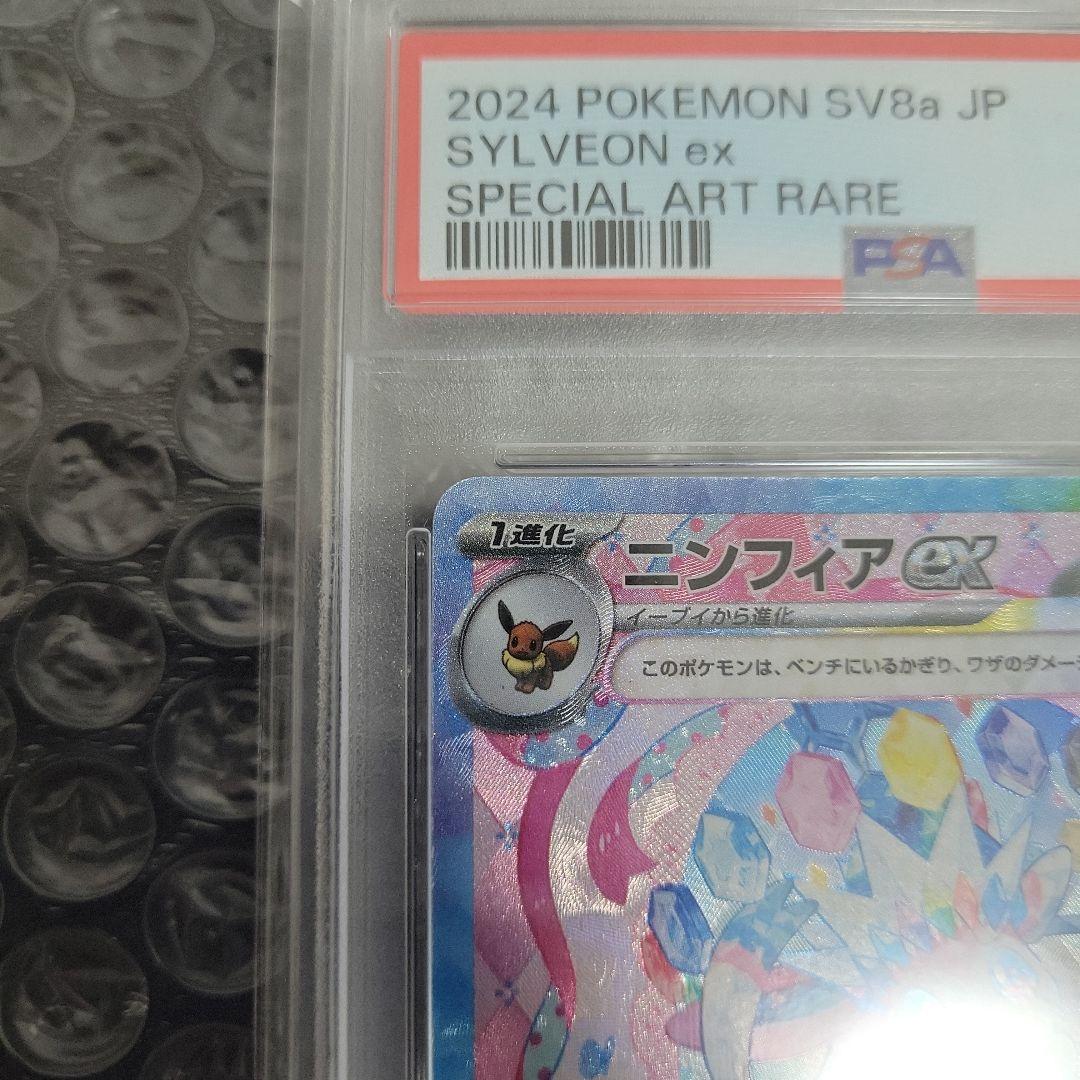 2024 POKEMON SV8a JP
SYLVEON ex
SPECIAL ART RARE
PSA
1進化
ニンフィアex
イーブイから進化
このポケモンは、ベンチにいるかぎり、ワザのダメー